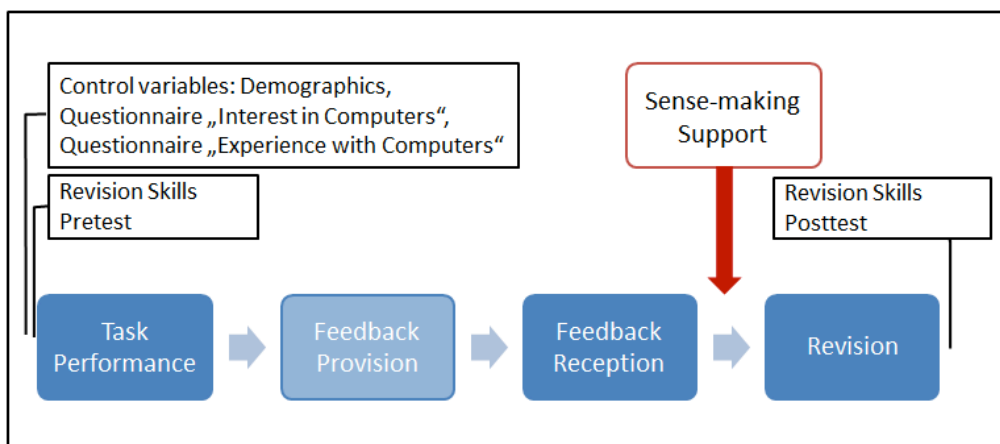 Control variables: Demographics,
Questionnaire „Interest in Computers“,
Questionnaire „Experience with Computers“
Sense-making
Support
Revision Skills
Pretest
Revision Skills
Posttest
Task
Performance
Feedback
Provision
Feedback
Reception
Revision